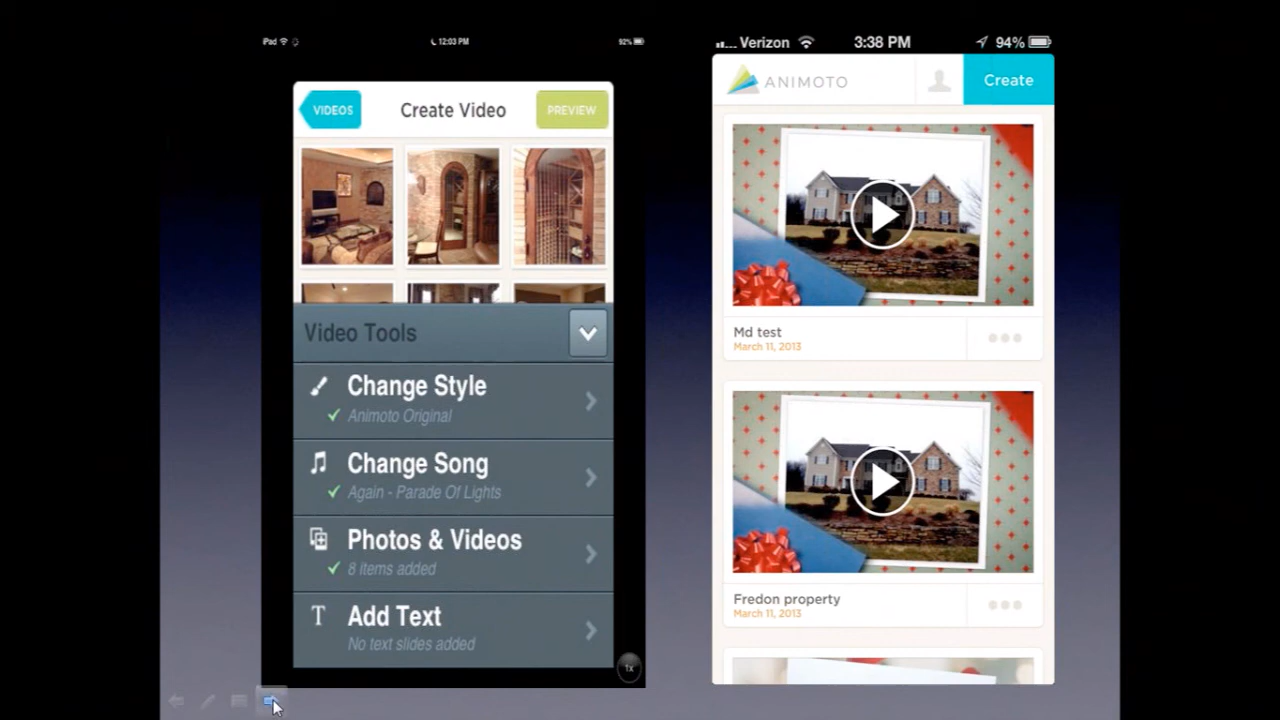 iPad 12:03 PM 92%
VIDEOS Create Video PREVIEW
Video Tools
Change Style
Animoto Original
Change Song
Again - Parade Of Lights
Photos & Videos
8 items added
T Add Text
No text slides added
1x
Verizon 3:38 PM 94%
ANIMOTO Create
Md test
March 11, 2013
Fredon property
March 11, 2013